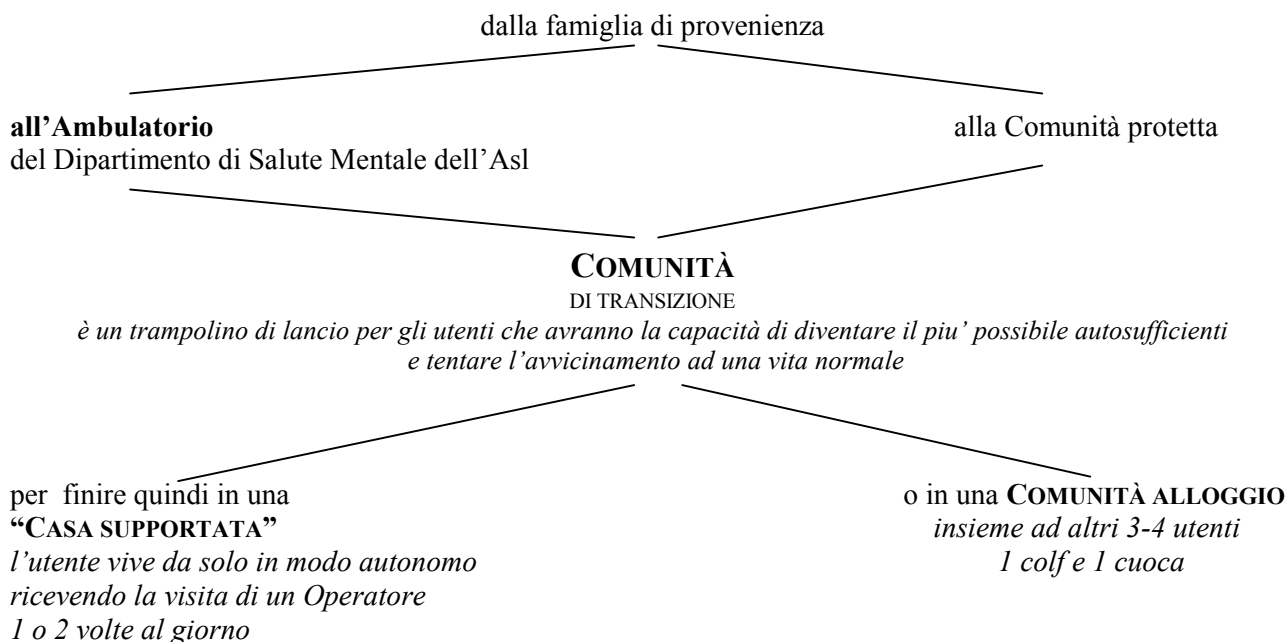 dalla famiglia di provenienza
all’Ambulatorio
del Dipartimento di Salute Mentale dell’Asl
alla Comunità protetta
COMUNITÀ
DI TRANSIZIONE
è un trampolino di lancio per gli utenti che avranno la capacità di diventare il piu’ possibile autosufficienti
e tentare l’avvicinamento ad una vita normale
per finire quindi in una
“CASA SUPPORTATA”
l’utente vive da solo in modo autonomo
ricevendo la visita di un Operatore
1 o 2 volte al giorno
o in una COMUNITÀ ALLOGGIO
insieme ad altri 3-4 utenti
1 colf e 1 cuoca